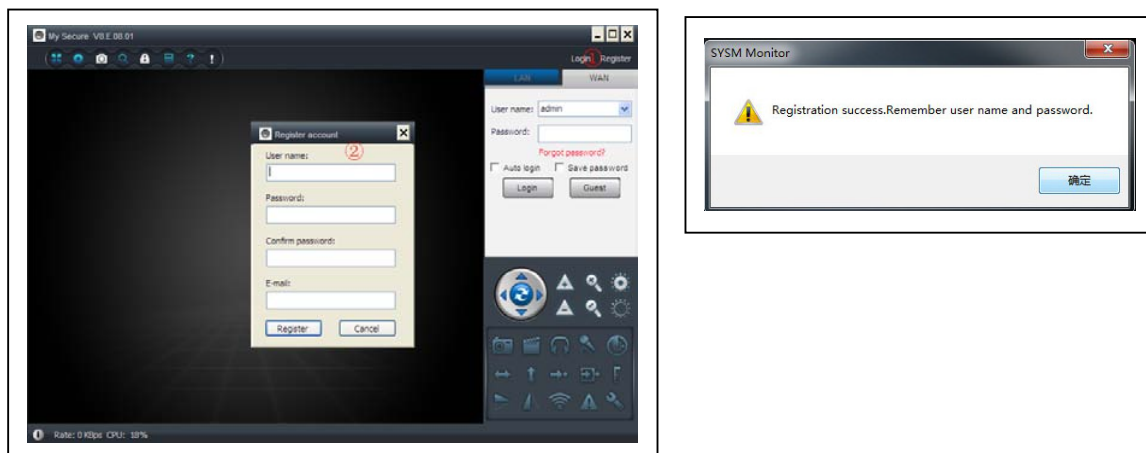 My Secure V8.E.08.01
Login ① Register
LAN WAN
User name: admin
Password:
Forgot password?
Auto login Save password
Login Guest
Register account
②
User name:
Password:
Confirm password:
E-mail:
Register Cancel
Rate: 0 KBps CPU: 18%
SYSM Monitor
Registration success.Remember user name and password.
确定